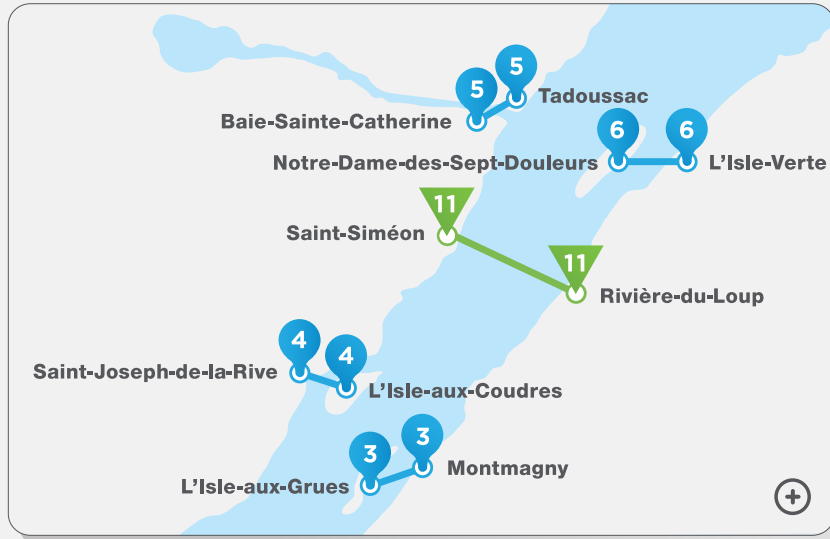 5
5
Tadoussac
Baie-Sainte-Catherine
6
6
Notre-Dame-des-Sept-Douleurs
L'Isle-Verte
11
Saint-Siméon
11
Rivière-du-Loup
4
4
Saint-Joseph-de-la-Rive
L'Isle-aux-Coudres
3
3
Montmagny
L'Isle-aux-Grues